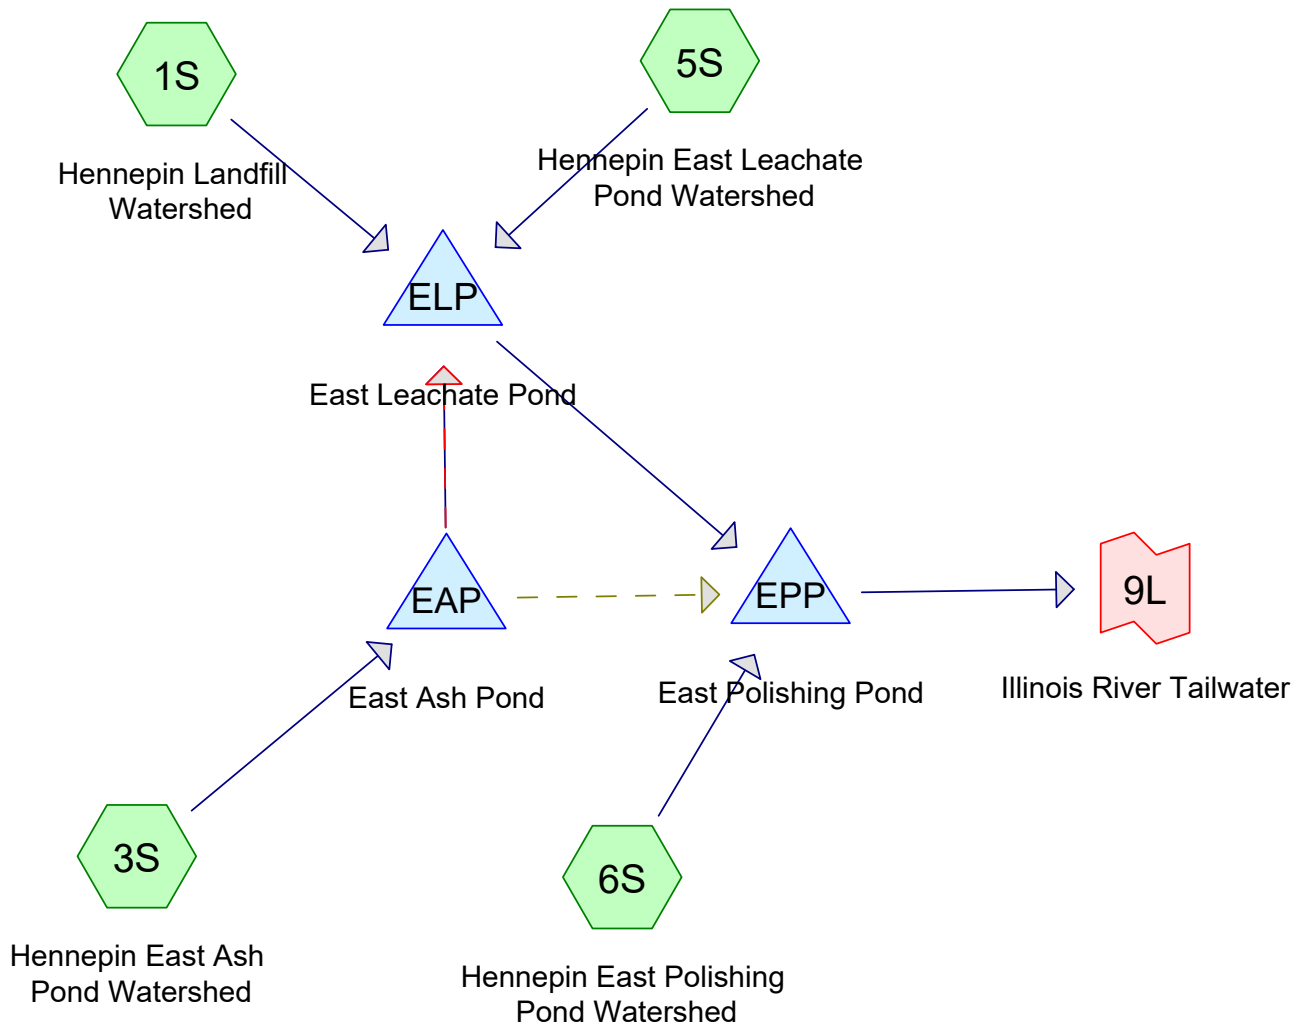 1S
Hennepin Landfill
Watershed
5S
Hennepin East Leachate
Pond Watershed
ELP
East Leachate Pond
EAP
East Ash Pond
EPP
East Polishing Pond
9L
Illinois River Tailwater
3S
Hennepin East Ash
Pond Watershed
6S
Hennepin East Polishing
Pond Watershed